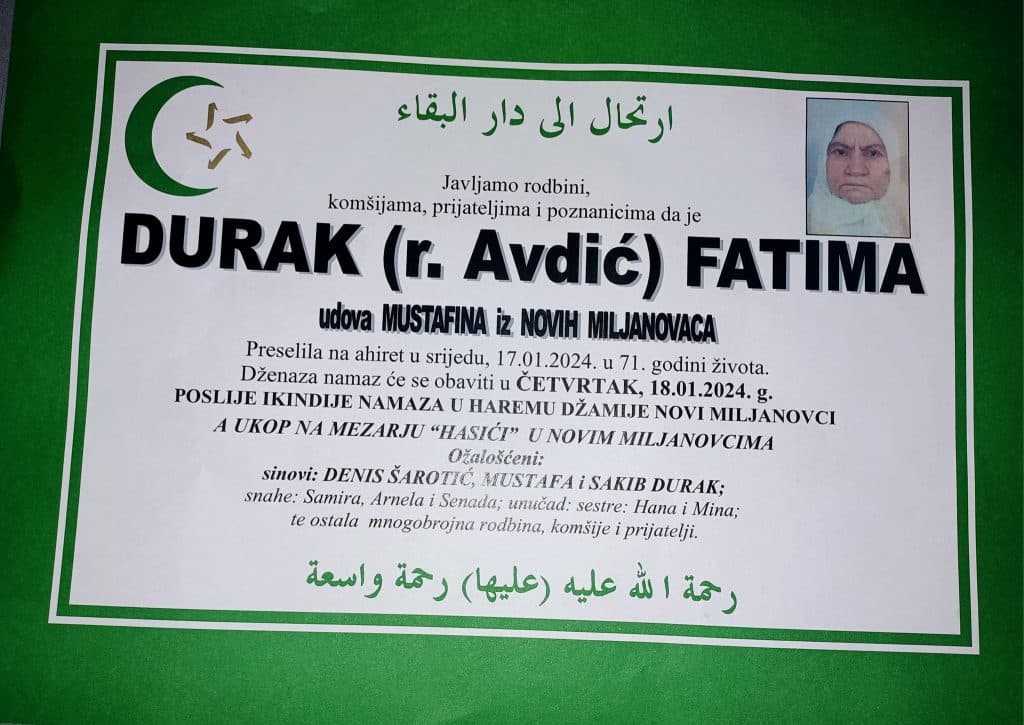 ارتحال الى دار البقاء
Javljamo rodbini,
komšijama, prijateljima i poznanicima da je
DURAK (r. Avdić) FATIMA
udova MUSTAFINA iz NOVIH MILJANOVACA
Preselila na ahiret u srijedu, 17.01.2024. u 71. godini života.
Dženaza namaz će se obaviti u ČETVRTAK, 18.01.2024. g.
POSLIJE IKINDIJE NAMAZA U HAREMU DŽAMIJE NOVI MILJANOVCI
A UKOP NA MEZARJU “HASIĆI” U NOVIM MILJANOVCIMA
Ožalošćeni:
sinovi: DENIS ŠAROTIĆ, MUSTAFA i SAKIB DURAK;
snahe: Samira, Arnela i Senada; unučad: sestre: Hana i Mina;
te ostala mnogobrojna rodbina, komšije i prijatelji.
رحمة الله عليه (عليها) رحمة واسعة